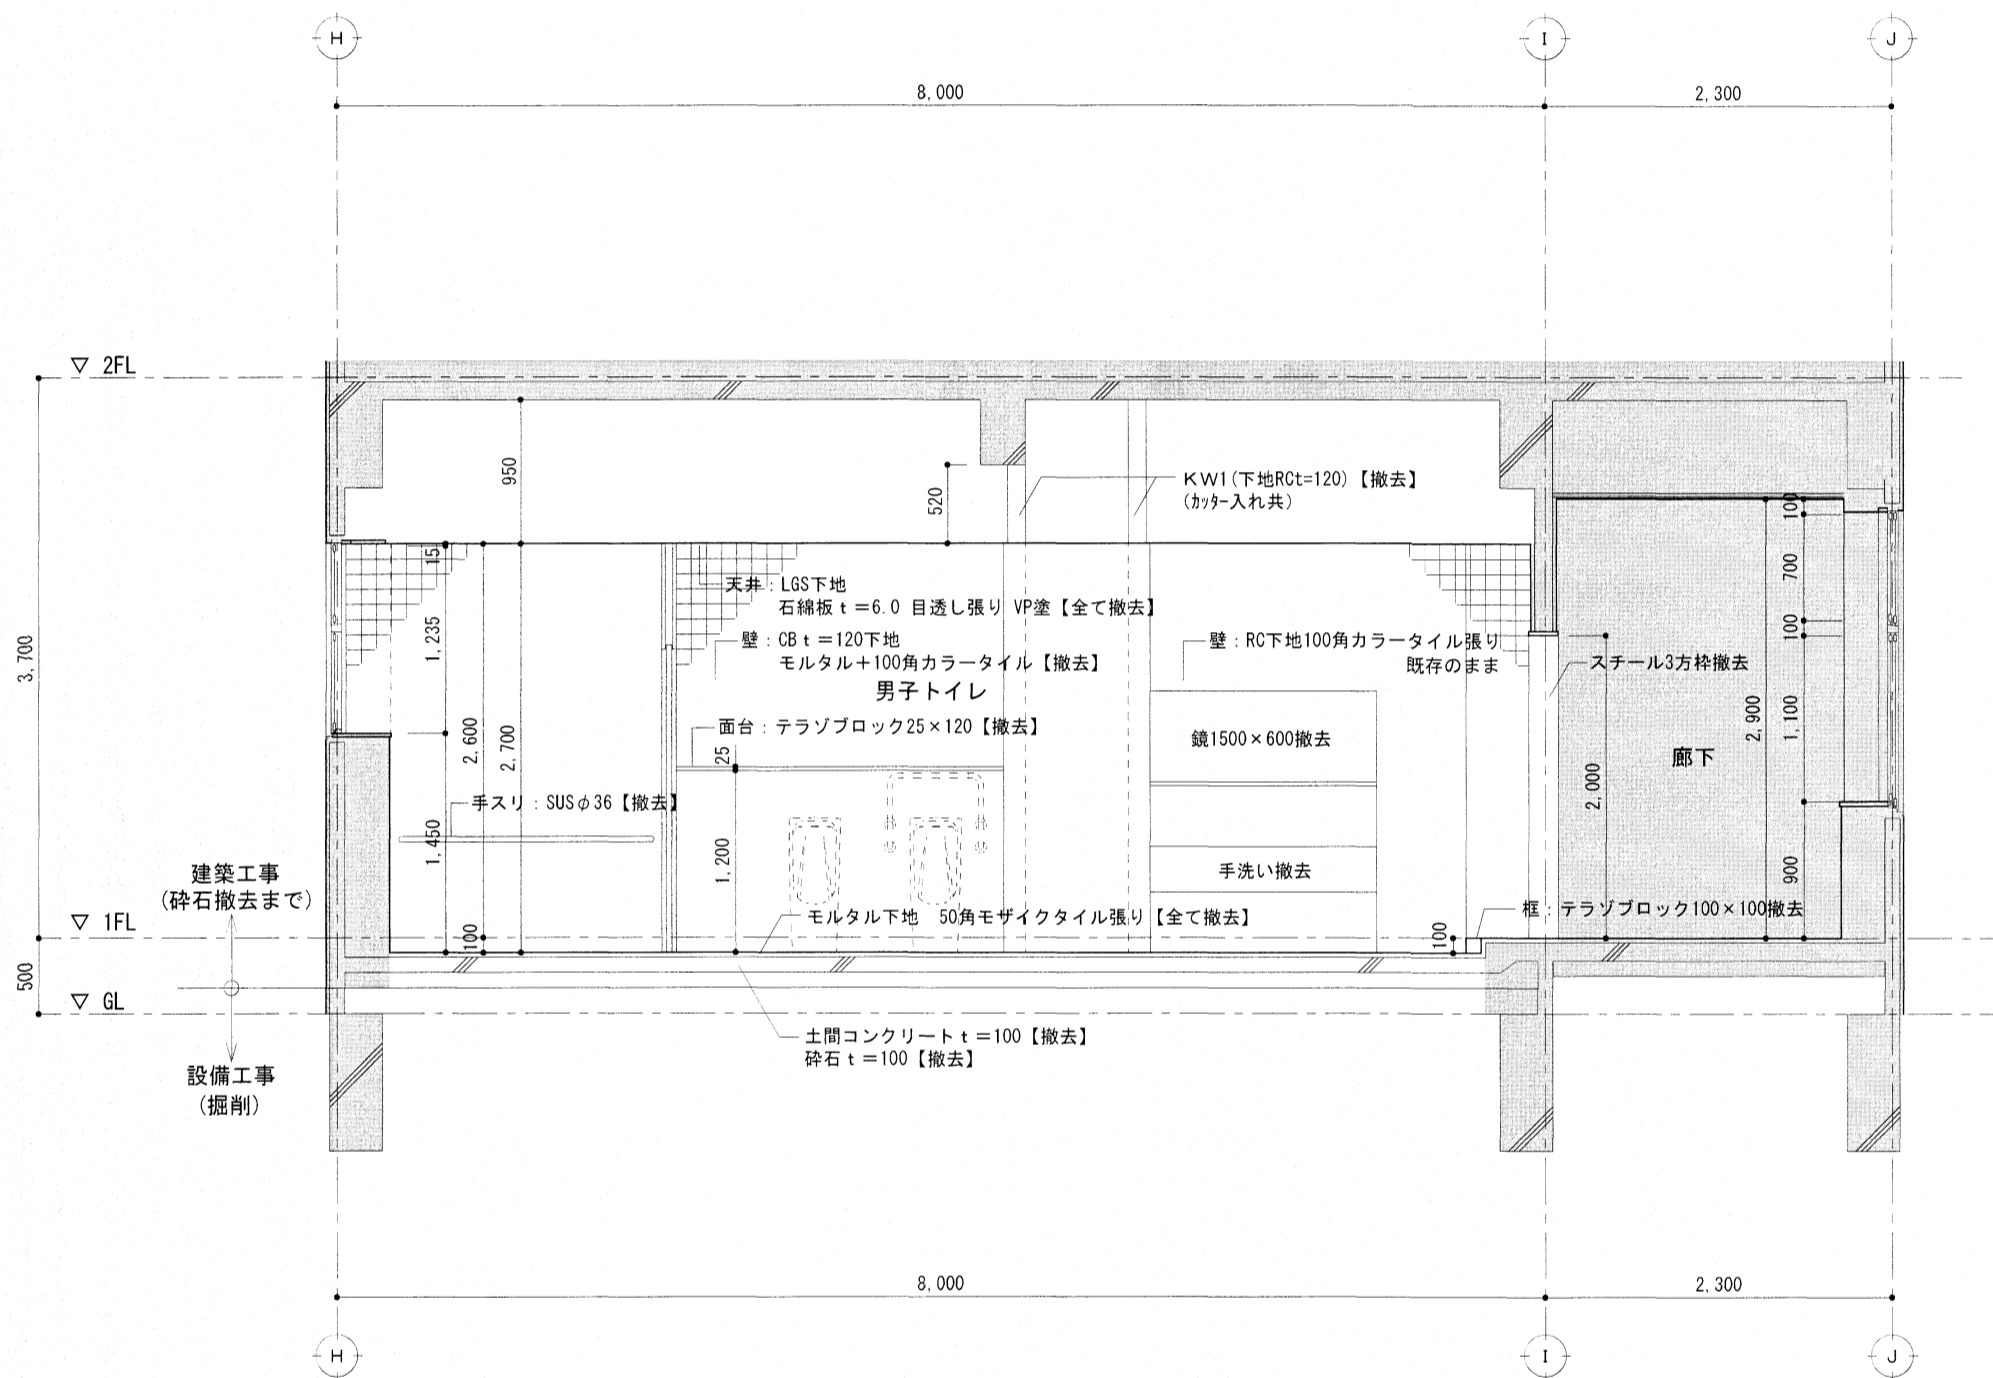 H
I
J
8,000
2,300
▽ 2FL
950
520
KW1(下地RCt=120)【撤去】
(ｶｯﾀｰ入れ共)
100
15
天井：LGS下地
石綿板ｔ＝6.0 目透し張り VP塗【全て撤去】
700
3,700
1,235
壁：CBｔ＝120下地
モルタル＋100角カラータイル【撤去】
壁：RC下地100角カラータイル張り
既存のまま
100
スチール3方枠撤去
男子トイレ
2,600
2,700
面台：テラゾブロック25×120【撤去】
25
鏡1500×600撤去
2,900
1,100
廊下
手スリ：SUSφ36【撤去】
2,000
1,450
1,200
手洗い撤去
900
建築工事
(砕石撤去まで)
▽ 1FL
100
モルタル下地　50角モザイクタイル張り【全て撤去】
100
框：テラゾブロック100×100撤去
500
▽ GL
土間コンクリートｔ＝100【撤去】
砕石ｔ＝100【撤去】
設備工事
(掘削)
8,000
2,300
H
I
J